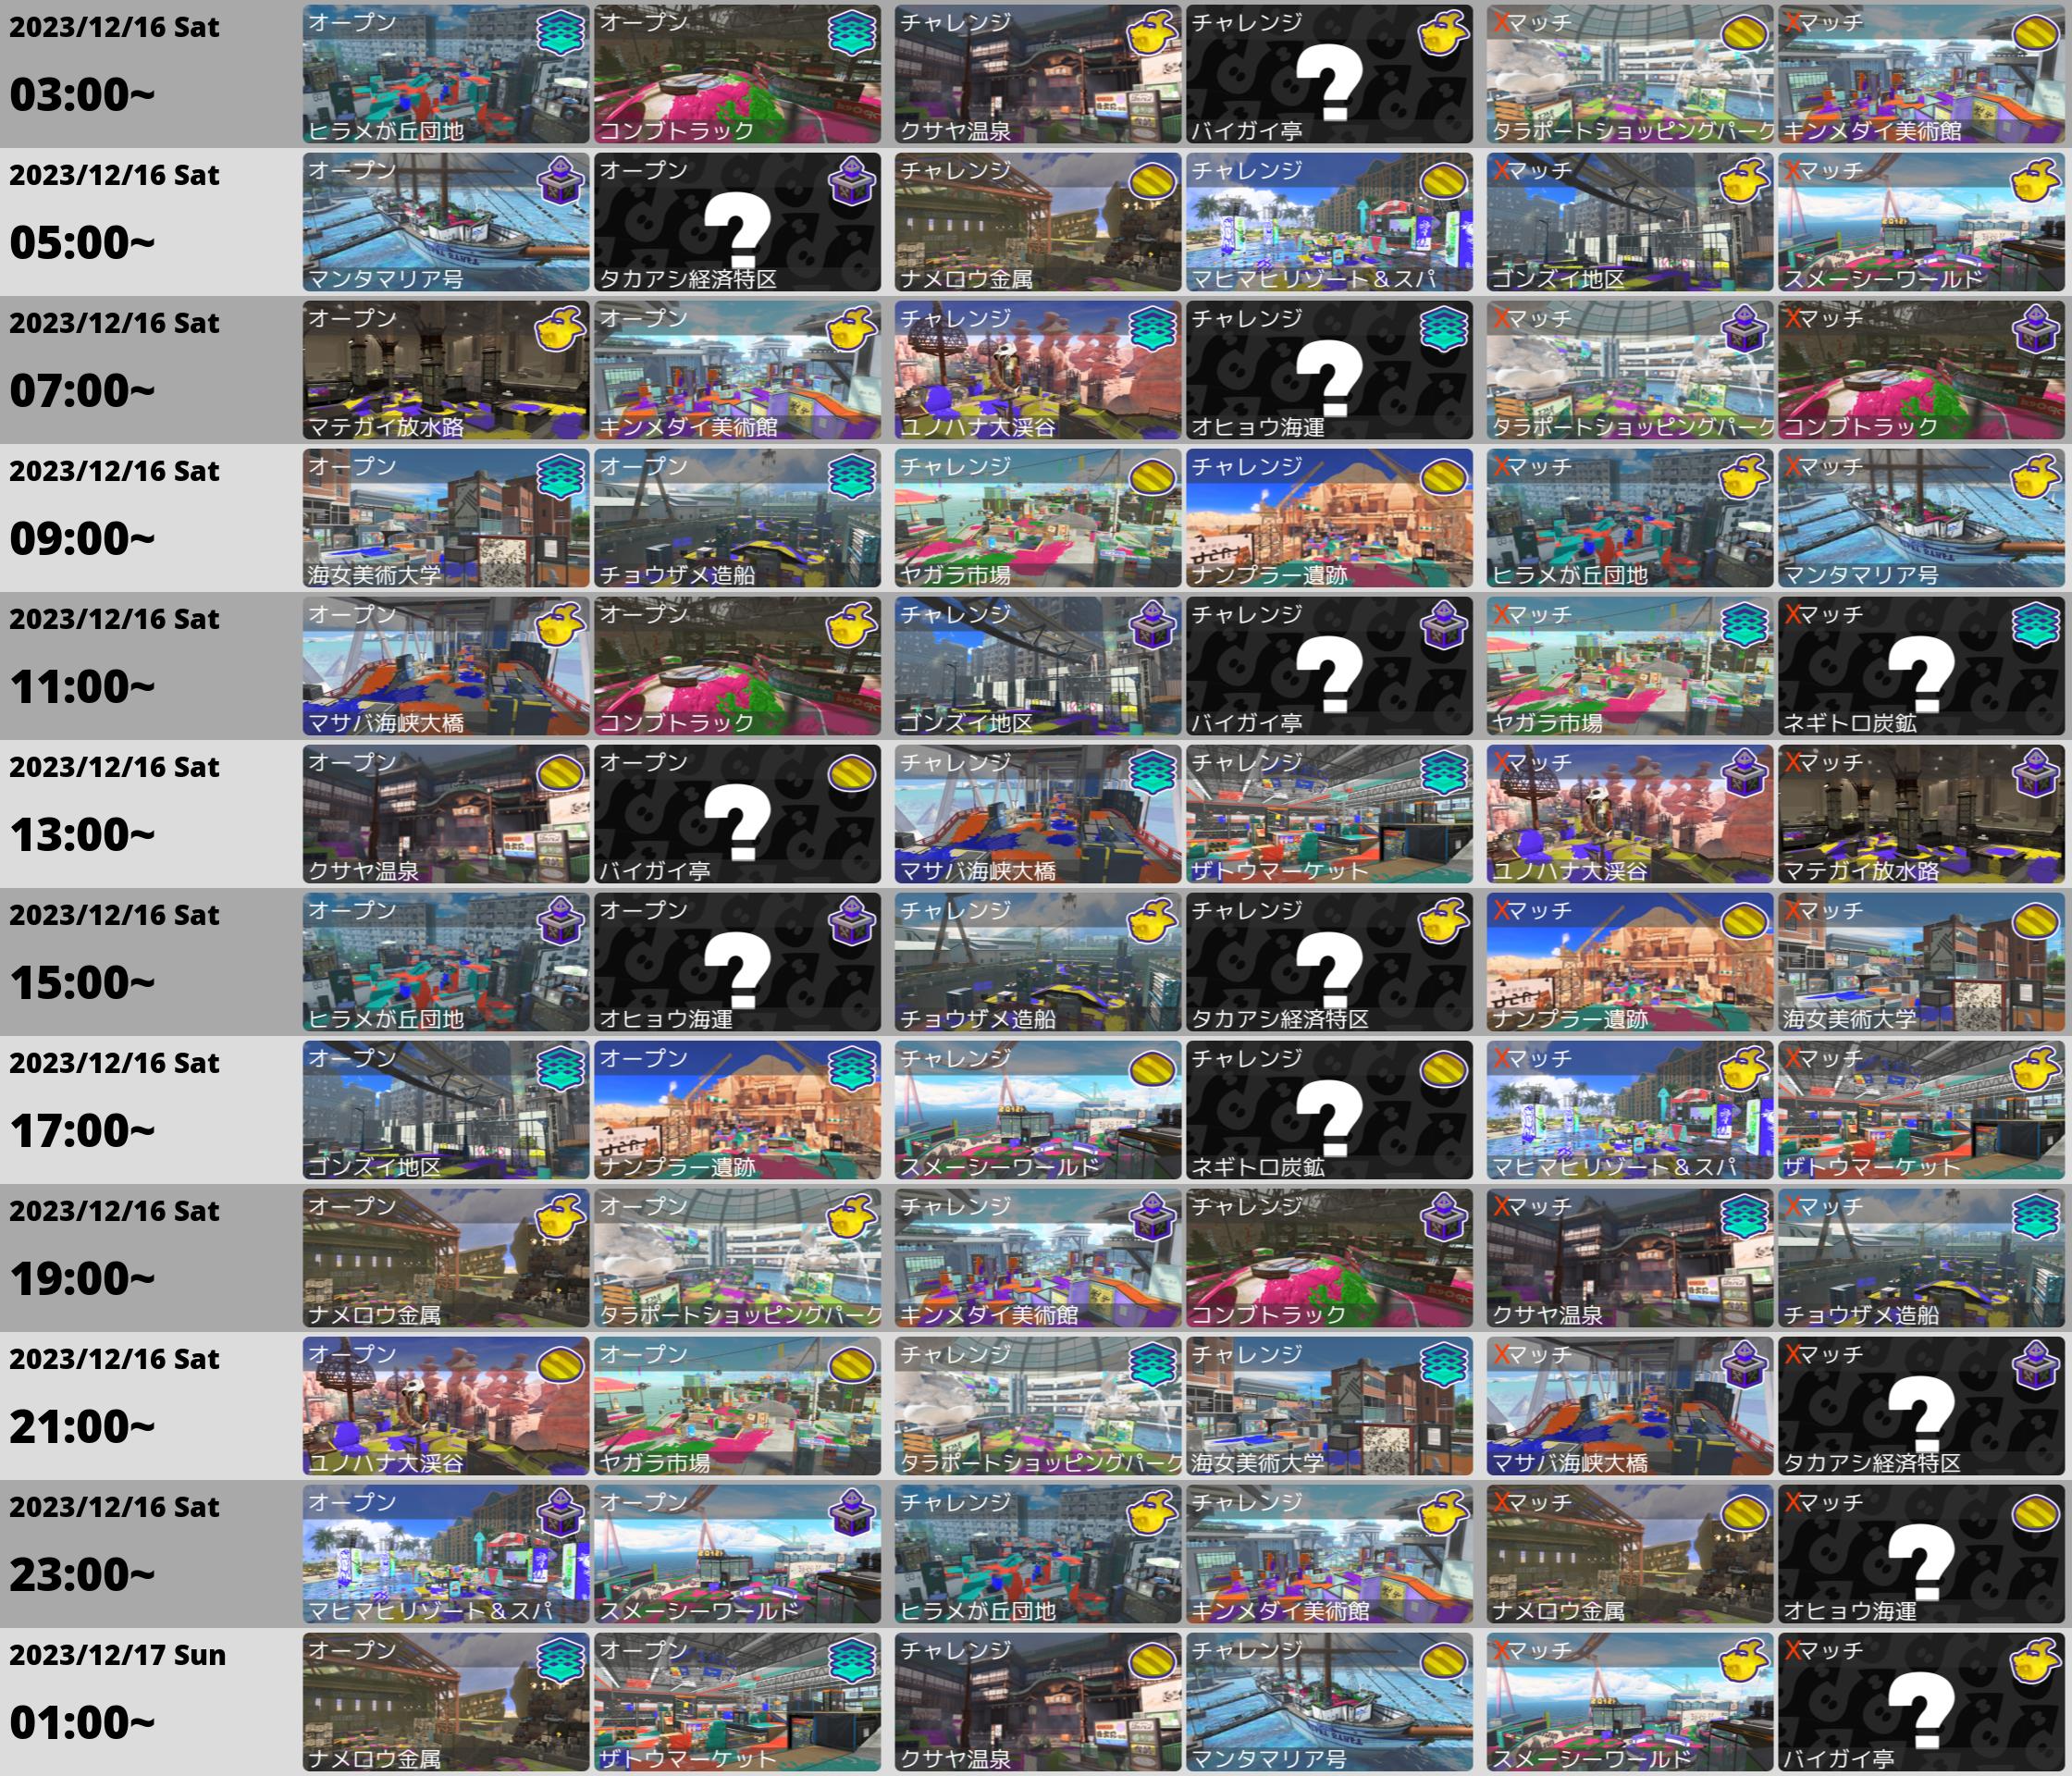 2023/12/16 Sat
03:00~
オープン
ヒラメが丘団地
オープン
コンブトラック
チャレンジ
クサヤ温泉
チャレンジ
バイガイ亭
Xマッチ
タラポートショッピングパーク
Xマッチ
キンメダイ美術館
2023/12/16 Sat
05:00~
オープン
マンタマリア号
オープン
タカアシ経済特区
チャレンジ
ナメロウ金属
チャレンジ
マヒマヒリゾート&スパ
Xマッチ
ゴンズイ地区
Xマッチ
スメーシーワールド
2023/12/16 Sat
07:00~
オープン
マテガイ放水路
オープン
キンメダイ美術館
チャレンジ
ユノハナ大渓谷
チャレンジ
オヒョウ海運
Xマッチ
タラポートショッピングパーク
Xマッチ
コンブトラック
2023/12/16 Sat
09:00~
オープン
海女美術大学
オープン
チョウザメ造船
チャレンジ
ヤガラ市場
チャレンジ
ナンプラー遺跡
Xマッチ
ヒラメが丘団地
Xマッチ
マンタマリア号
2023/12/16 Sat
11:00~
オープン
マサバ海峡大橋
オープン
コンブトラック
チャレンジ
ゴンズイ地区
チャレンジ
バイガイ亭
Xマッチ
ヤガラ市場
Xマッチ
ネギトロ炭鉱
2023/12/16 Sat
13:00~
オープン
クサヤ温泉
オープン
バイガイ亭
チャレンジ
マサバ海峡大橋
チャレンジ
ザトウマーケット
Xマッチ
ユノハナ大渓谷
Xマッチ
マテガイ放水路
2023/12/16 Sat
15:00~
オープン
ヒラメが丘団地
オープン
オヒョウ海運
チャレンジ
チョウザメ造船
チャレンジ
タカアシ経済特区
Xマッチ
ナンプラー遺跡
Xマッチ
海女美術大学
2023/12/16 Sat
17:00~
オープン
ゴンズイ地区
オープン
ナンプラー遺跡
チャレンジ
スメーシーワールド
チャレンジ
ネギトロ炭鉱
Xマッチ
マヒマヒリゾート&スパ
Xマッチ
ザトウマーケット
2023/12/16 Sat
19:00~
オープン
ナメロウ金属
オープン
タラポートショッピングパーク
チャレンジ
キンメダイ美術館
チャレンジ
コンブトラック
Xマッチ
クサヤ温泉
Xマッチ
チョウザメ造船
2023/12/16 Sat
21:00~
オープン
ユノハナ大渓谷
オープン
ヤガラ市場
チャレンジ
タラポートショッピングパーク
チャレンジ
海女美術大学
Xマッチ
マサバ海峡大橋
Xマッチ
タカアシ経済特区
2023/12/16 Sat
23:00~
オープン
マヒマヒリゾート&スパ
オープン
スメーシーワールド
チャレンジ
ヒラメが丘団地
チャレンジ
キンメダイ美術館
Xマッチ
ナメロウ金属
Xマッチ
オヒョウ海運
2023/12/17 Sun
01:00~
オープン
ナメロウ金属
オープン
ザトウマーケット
チャレンジ
クサヤ温泉
チャレンジ
マンタマリア号
Xマッチ
スメーシーワールド
Xマッチ
バイガイ亭